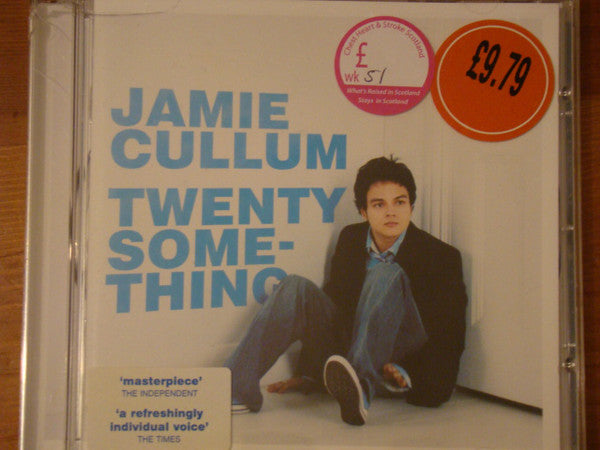 Chest Heart & Stroke Scotland
£
wk 51
What's Raised in Scotland
Stays in Scotland
£9.79
JAMIE
CULLUM
TWENTY
SOME-
THING
'masterpiece'
THE INDEPENDENT
'a refreshingly
individual voice'
THE TIMES